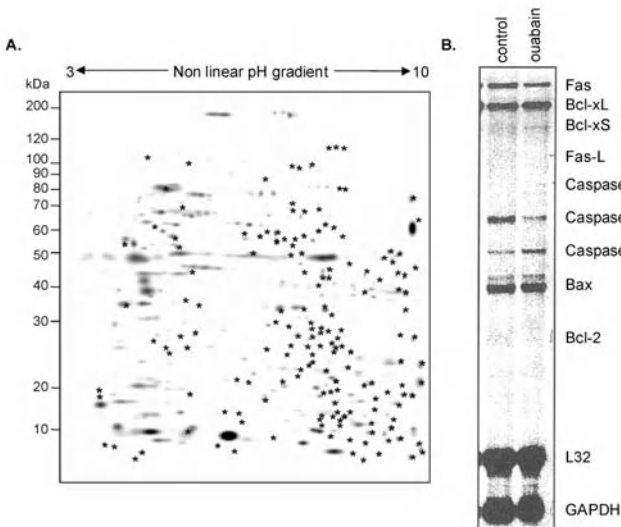 A.
3 Non linear pH gradient 10
kDa
200
120
100
90
80
70
60
50
40
30
20
10
B.
control
ouabain
Fas
Bcl-xL
Bcl-xS
Fas-L
Caspase
Caspase
Caspase
Bax
Bcl-2
L32
GAPDH